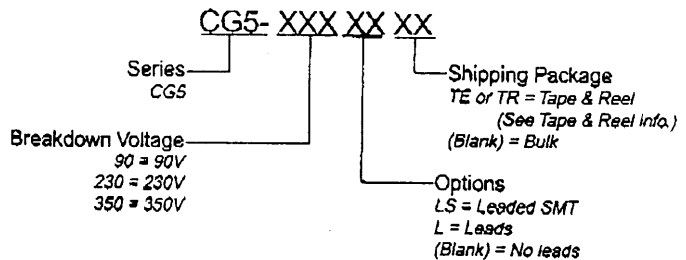 CG5- XXX XX XX
Series
CG5
Breakdown Voltage
90 = 90V
230 = 230V
350 = 350V
Shipping Package
TE or TR = Tape & Reel
(See Tape & Reel Info.)
(Blank) = Bulk
Options
LS = Leaded SMT
L = Leads
(Blank) = No leads